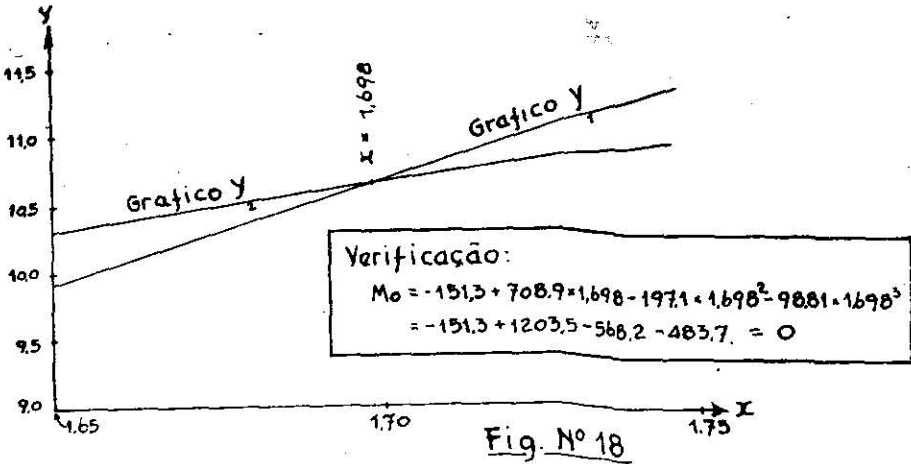 y
11,5
11,0
10,5
10,0
9,5
9,0
1,65
1,70
1,75
x
x = 1,698
Grafico y1
Grafico y2
Verificação:
Mo = -151,3 + 708,9 × 1,698 - 197,1 × 1,698² - 98,81 × 1,698³
= -151,3 + 1203,5 - 568,2 - 483,7. = 0
Fig. Nº 18